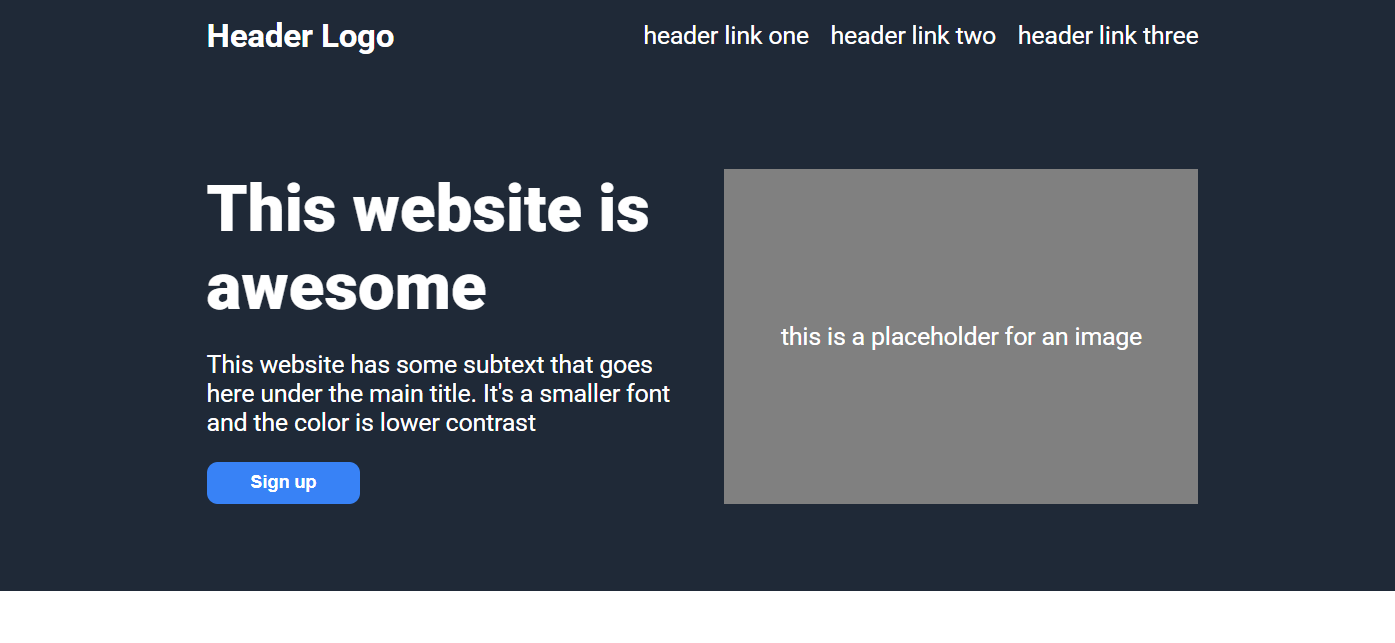 Header Logo
header link one
header link two
header link three
This website is
awesome
This website has some subtext that goes
here under the main title. It's a smaller font
and the color is lower contrast
Sign up
this is a placeholder for an image